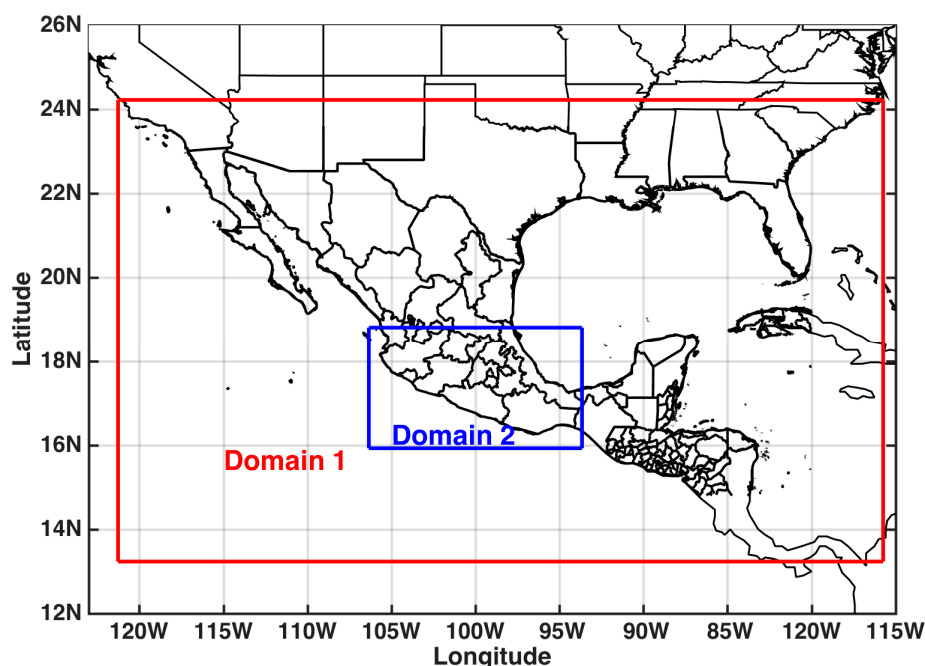 26N
24N
22N
20N
18N
16N
14N
12N
Latitude
Domain 2
Domain 1
120W 115W 110W 105W 100W 95W 90W 85W 120W 115W
Longitude